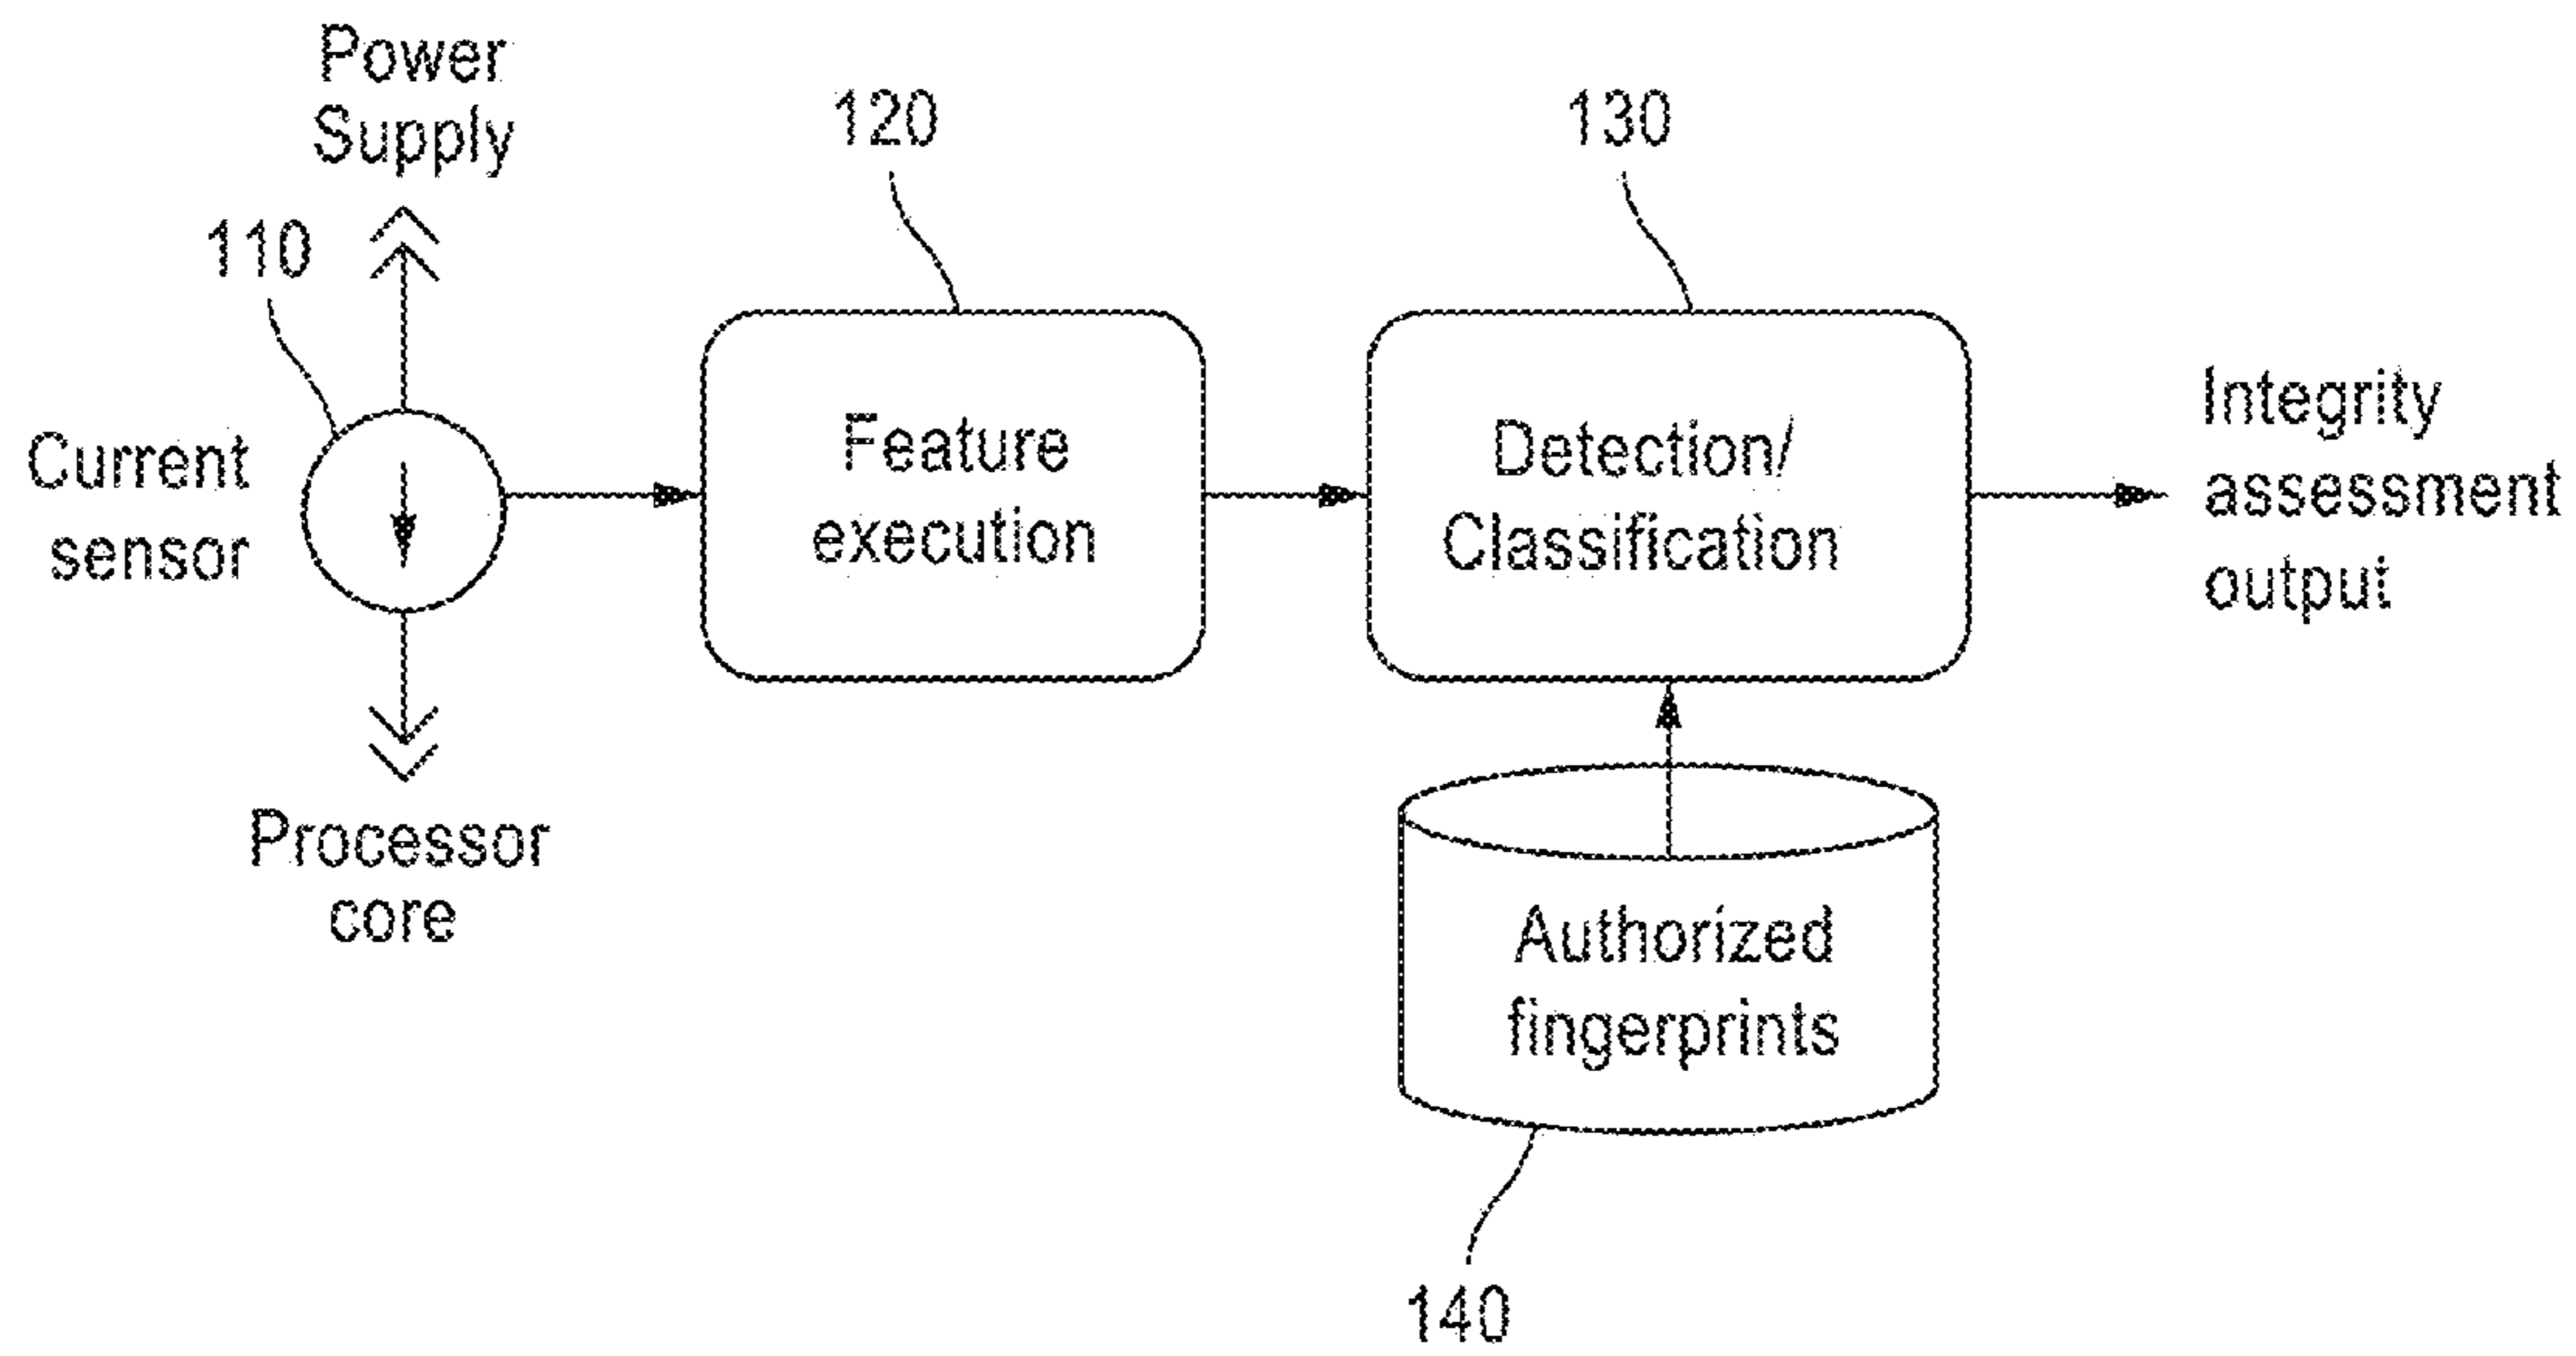 Power
Supply
120
130
110
Current
sensor
Feature
execution
Detection/
Classification
Integrity
assessment
output
Processor
core
Authorized
fingerprints
140